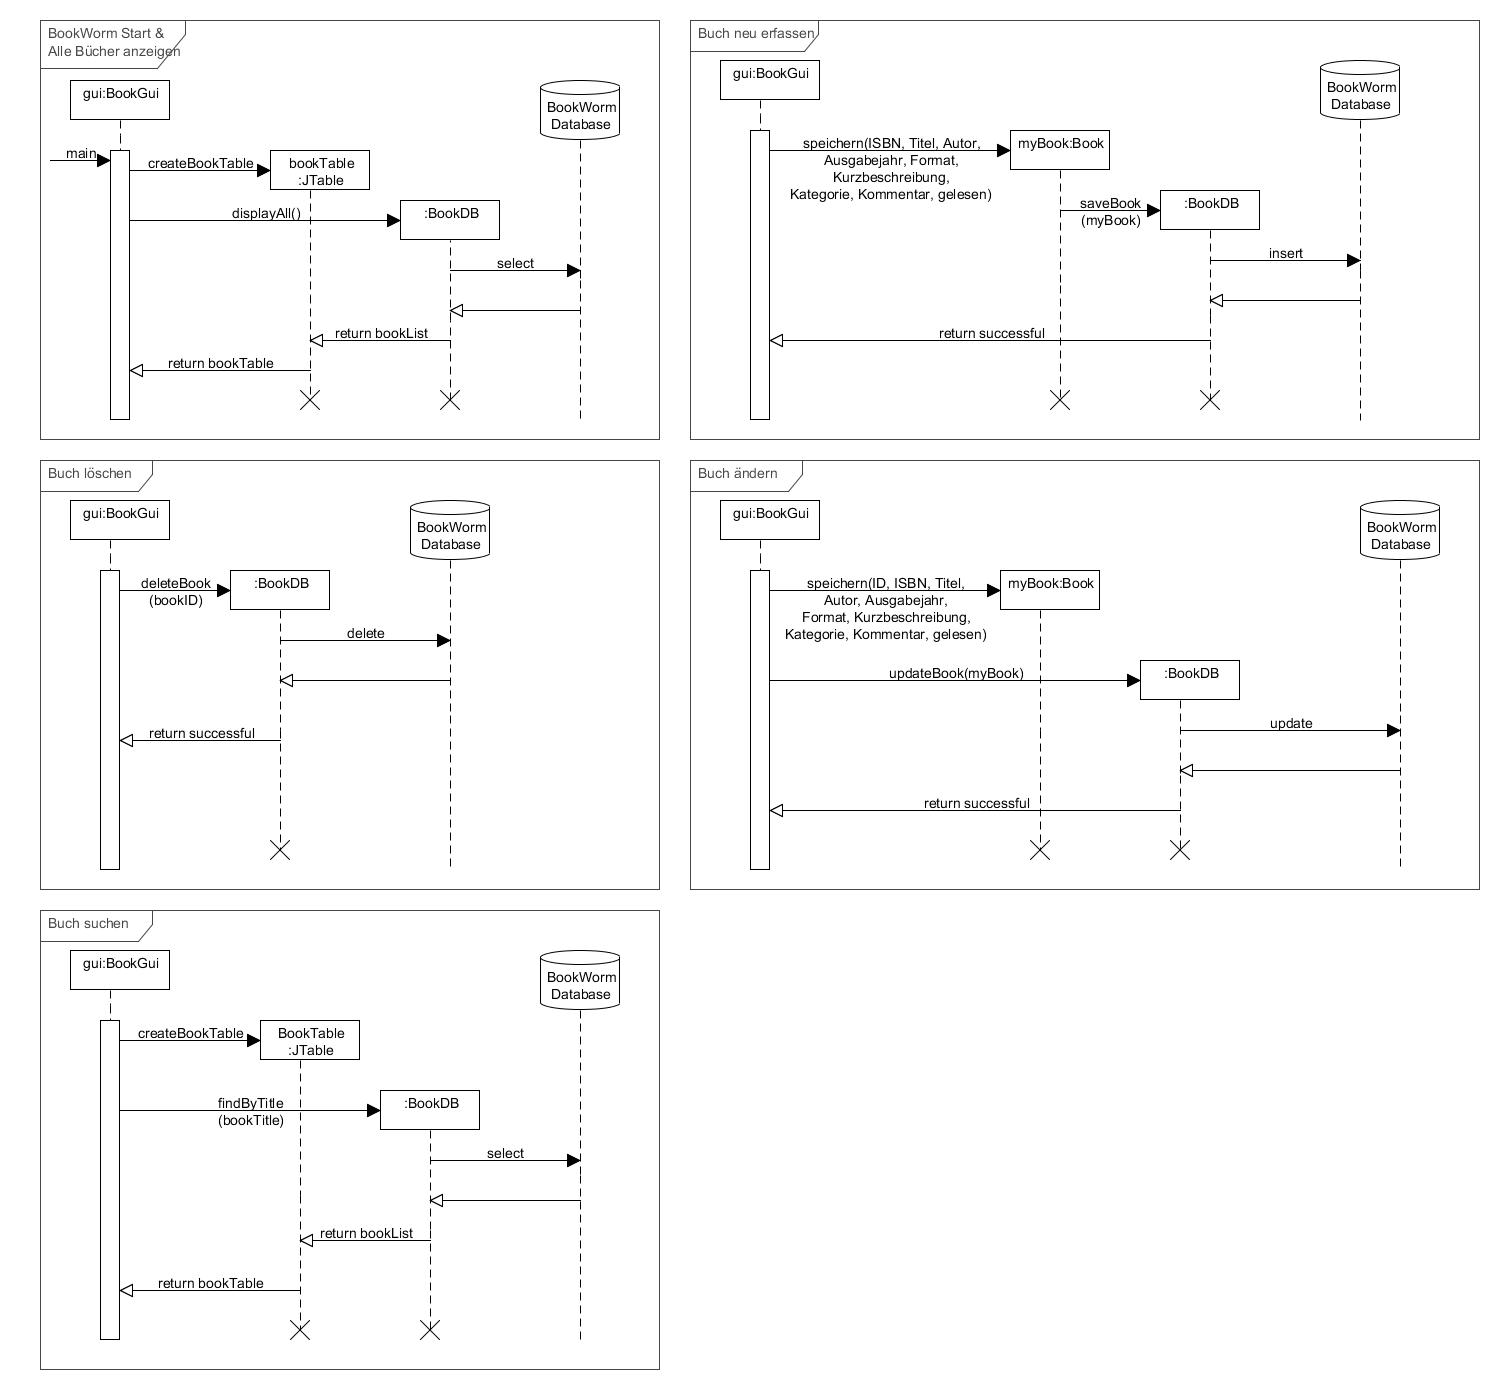 BookWorm Start &
Alle Bücher anzeigen
gui:BookGui
BookWorm
Database
main
createBookTable
bookTable
:JTable
displayAll()
:BookDB
select
return bookList
return bookTable
Buch neu erfassen
gui:BookGui
BookWorm
Database
speichern(ISBN, Titel, Autor,
Ausgabejahr, Format,
Kurzbeschreibung,
Kategorie, Kommentar, gelesen)
myBook:Book
saveBook
(myBook)
:BookDB
insert
return successful
Buch löschen
gui:BookGui
BookWorm
Database
deleteBook
(bookID)
:BookDB
delete
return successful
Buch ändern
gui:BookGui
BookWorm
Database
speichern(ID, ISBN, Titel,
Autor, Ausgabejahr,
Format, Kurzbeschreibung,
Kategorie, Kommentar, gelesen)
myBook:Book
updateBook(myBook)
:BookDB
update
return successful
Buch suchen
gui:BookGui
BookWorm
Database
createBookTable
BookTable
:JTable
findByTitle
(bookTitle)
:BookDB
select
return bookList
return bookTable